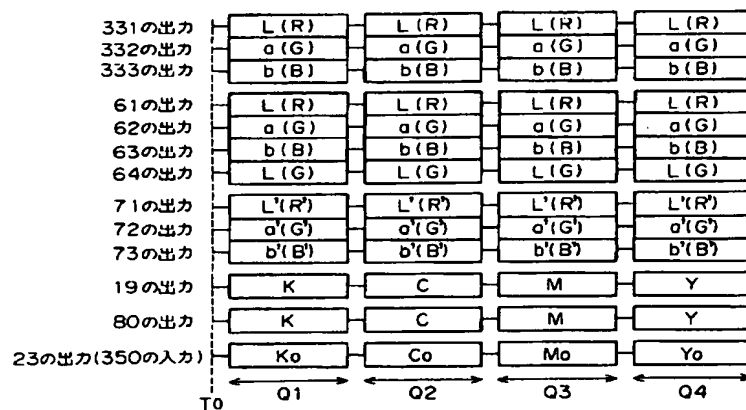 331の出力 L(R) L(R) L(R) L(R)
332の出力 a(G) a(G) a(G) a(G)
333の出力 b(B) b(B) b(B) b(B)
61の出力 L(R) L(R) L(R) L(R)
62の出力 a(G) a(G) a(G) a(G)
63の出力 b(B) b(B) b(B) b(B)
64の出力 L(G) L(G) L(G) L(G)
71の出力 L'(R') L'(R') L'(R') L'(R')
72の出力 a'(G') a'(G') a'(G') a'(G')
73の出力 b'(B') b'(B') b'(B') b'(B')
19の出力 K C M Y
80の出力 K C M Y
23の出力(350の入力) Ko Co Mo Yo
T0 Q1 Q2 Q3 Q4